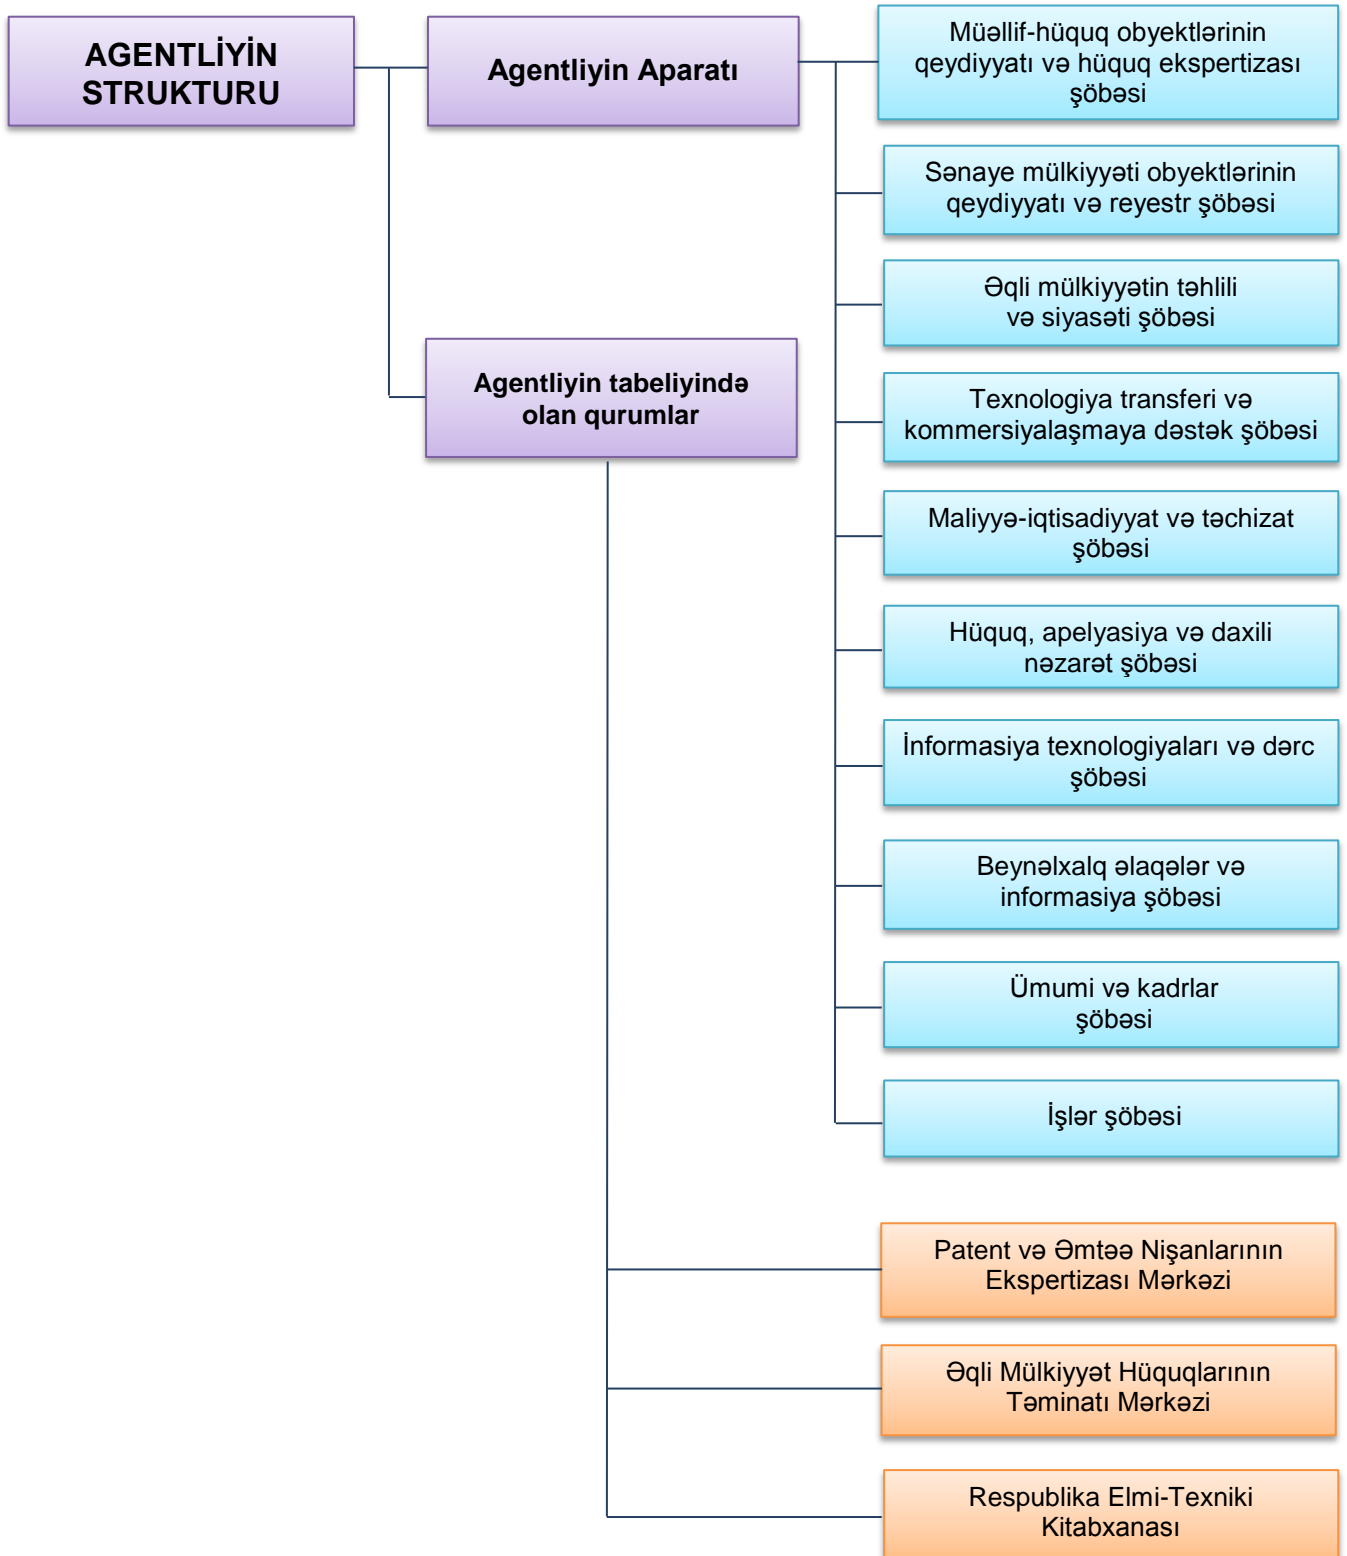 AGENTLİYİN
STRUKTURU
Agentliyin Aparatı
Müəllif-hüquq obyektlərinin
qeydiyyatı və hüquq ekspertizası
şöbəsi
Sənaye mülkiyyəti obyektlərinin
qeydiyyatı və reyestr şöbəsi
Əqli mülkiyyətin təhlili
və siyasəti şöbəsi
Agentliyin tabeliyində
olan qurumlar
Texnologiya transferi və
kommersiyalaşmaya dəstək şöbəsi
Maliyyə-iqtisadiyyat və təchizat
şöbəsi
Hüquq, apelyasiya və daxili
nəzarət şöbəsi
İnformasiya texnologiyaları və dərc
şöbəsi
Beynəlxalq əlaqələr və
informasiya şöbəsi
Ümumi və kadrlar
şöbəsi
İşlər şöbəsi
Patent və Əmtəə Nişanlarının
Ekspertizası Mərkəzi
Əqli Mülkiyyət Hüquqlarının
Təminatı Mərkəzi
Respublika Elmi-Texniki
Kitabxanası